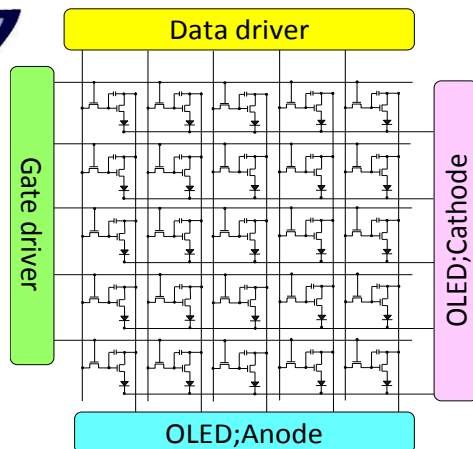 Data driver
Gate driver
OLED;Cathode
OLED;Anode